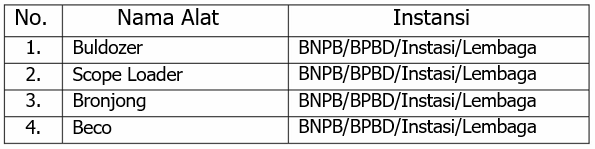 No. Nama Alat Instansi
1. Buldozer BNPB/BPBD/Instasi/Lembaga
2. Scope Loader BNPB/BPBD/Instasi/Lembaga
3. Bronjong BNPB/BPBD/Instasi/Lembaga
4. Beco BNPB/BPBD/Instasi/Lembaga